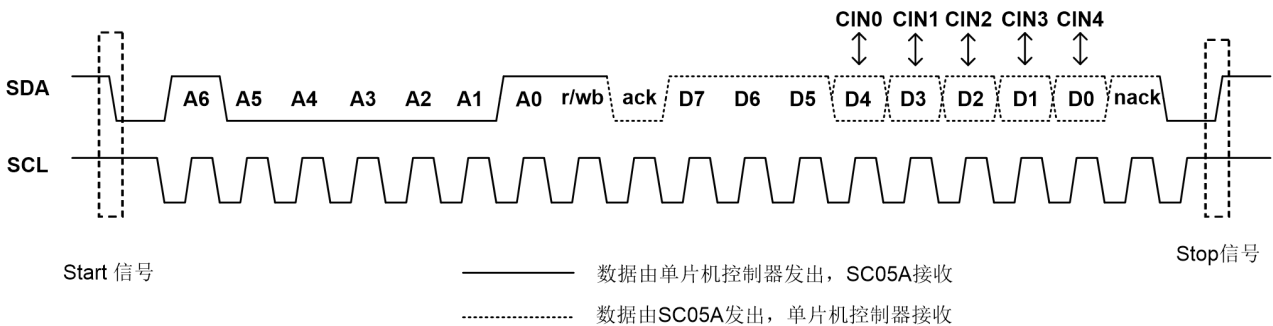 CIN0 CIN1 CIN2 CIN3 CIN4
SDA A6 A5 A4 A3 A2 A1 A0 r/wb ack D7 D6 D5 D4 D3 D2 D1 D0 nack
SCL
Start 信号
Stop信号
数据由单片机控制器发出，SC05A接收
数据由SC05A发出，单片机控制器接收